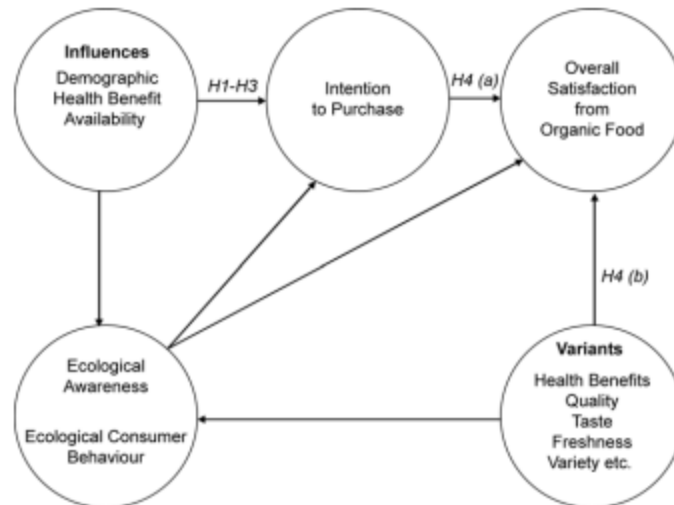 Influences
Demographic
Health Benefit
Availability
H1-H3
Intention
to Purchase
H4 (a)
Overall
Satisfaction
from
Organic Food
H4 (b)
Ecological
Awareness
Ecological Consumer
Behaviour
Variants
Health Benefits
Quality
Taste
Freshness
Variety etc.